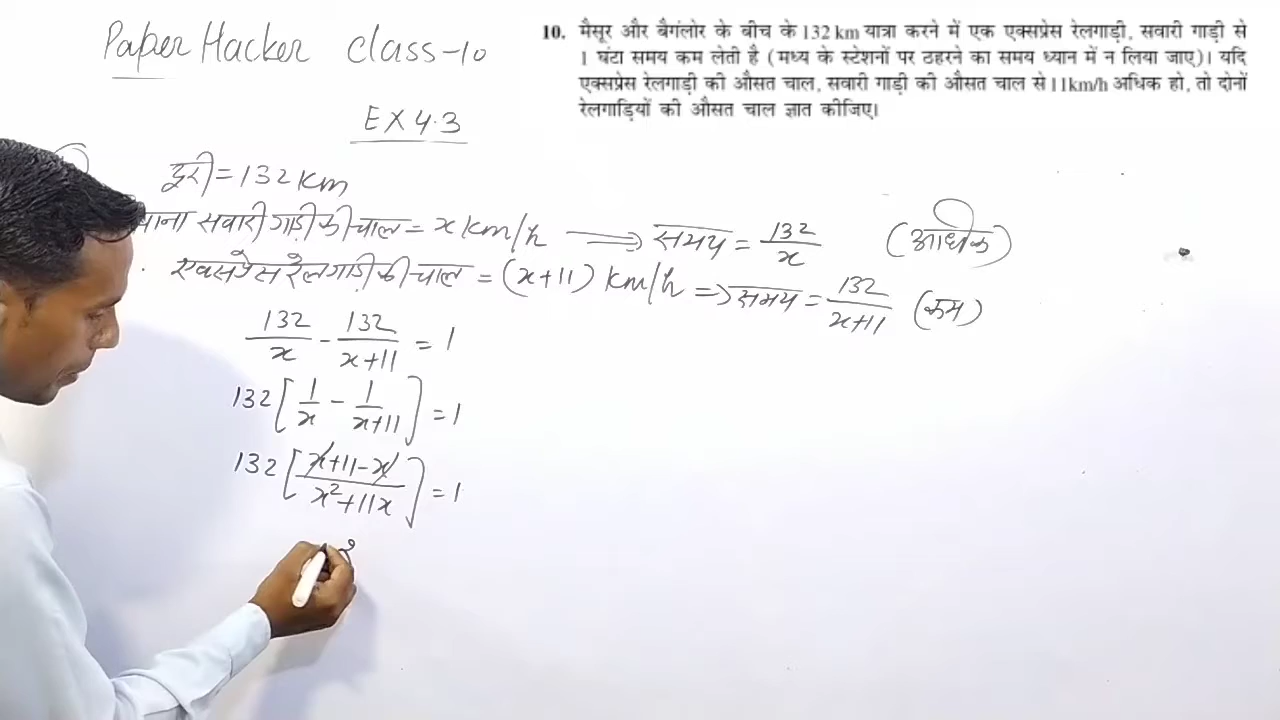 Paper Hacker class-10
10. मैसूर और बैगंलोर के बीच के 132 km यात्रा करने में एक एक्सप्रेस रेलगाड़ी, सवारी गाड़ी से
1 घंटा समय कम लेती है (मध्य के स्टेशनों पर ठहरने का समय ध्यान में न लिया जाए)। यदि
एक्सप्रेस रेलगाड़ी की औसत चाल, सवारी गाड़ी की औसत चाल से 11km/h अधिक हो, तो दोनों
रेलगाड़ियों की औसत चाल ज्ञात कीजिए।
EX 4.3
दूरी = 132 km
माना सवारी गाड़ी की चाल = x km/h ⟹ समय = 132/x (अधिक)
एक्सप्रेस रेलगाड़ी की चाल = (x+11) km/h ⟹ समय = 132/(x+11) (कम)
132/x - 132/(x+11) = 1
132[1/x - 1/(x+11)] = 1
132[(x+11-x)/(x²+11x)] = 1